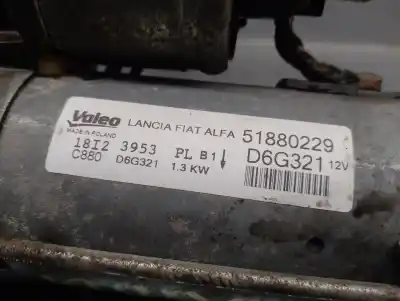 Valeo LANCIA FIAT ALFA 51880229
MADE IN POLAND
18I2 3953 PL B1↓ D6G321 12V
C880 D6G321 1.3 KW